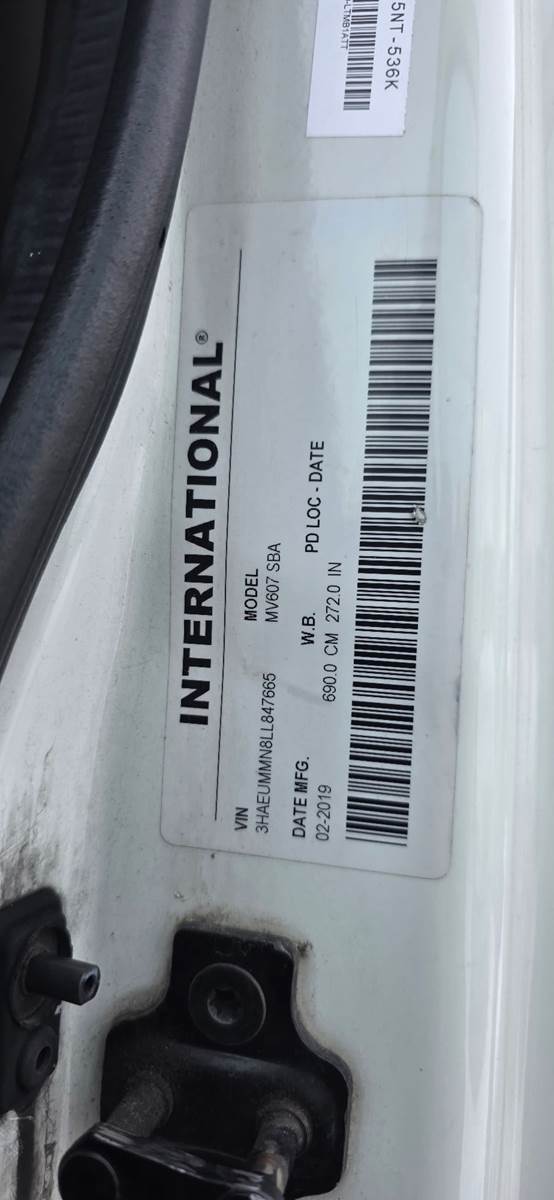 5NT-536K
LTMB1ATT
INTERNATIONAL®
VIN
3HAEUMMN8LL847665
MODEL
MV607 SBA
DATE MFG.
W.B.
PD LOC - DATE
02-2019
690.0 CM 272.0 IN